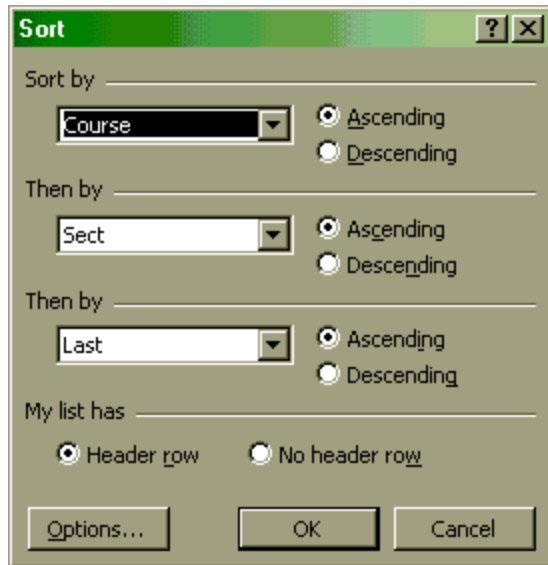 Sort
Sort by
Course
Ascending
Descending
Then by
Sect
Ascending
Descending
Then by
Last
Ascending
Descending
My list has
Header row No header row
Options... OK Cancel